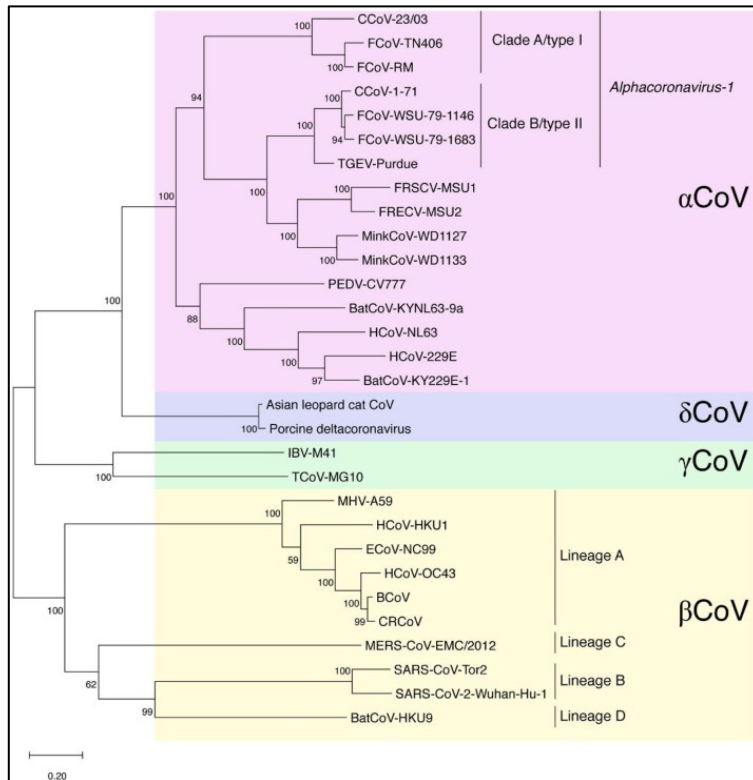 CCoV-23/03
FCoV-TN406
100
FCoV-RM
Clade A/type I
94
CCoV-1-71
100
FCoV-WSU-79-1146
100
94
FCoV-WSU-79-1683
TGEV-Purdue
Clade B/type II
Alphacoronavirus-1
100
FRSCV-MSU1
100
FRECV-MSU2
100
MinkCoV-WD1127
100
MinkCoV-WD1133
100
αCoV
PEDV-CV777
88
BatCoV-KYNL63-9a
100
HCoV-NL63
100
HCoV-229E
97
BatCoV-KY229E-1
100
Asian leopard cat CoV
100
Porcine deltacoronavirus
δCoV
IBV-M41
100
TCoV-MG10
γCoV
MHV-A59
100
HCoV-HKU1
59
ECoV-NC99
100
HCoV-OC43
100
BCoV
99
CRCoV
Lineage A
βCoV
100
MERS-CoV-EMC/2012
Lineage C
62
100
SARS-CoV-Tor2
SARS-CoV-2-Wuhan-Hu-1
Lineage B
99
BatCoV-HKU9
Lineage D
0.20